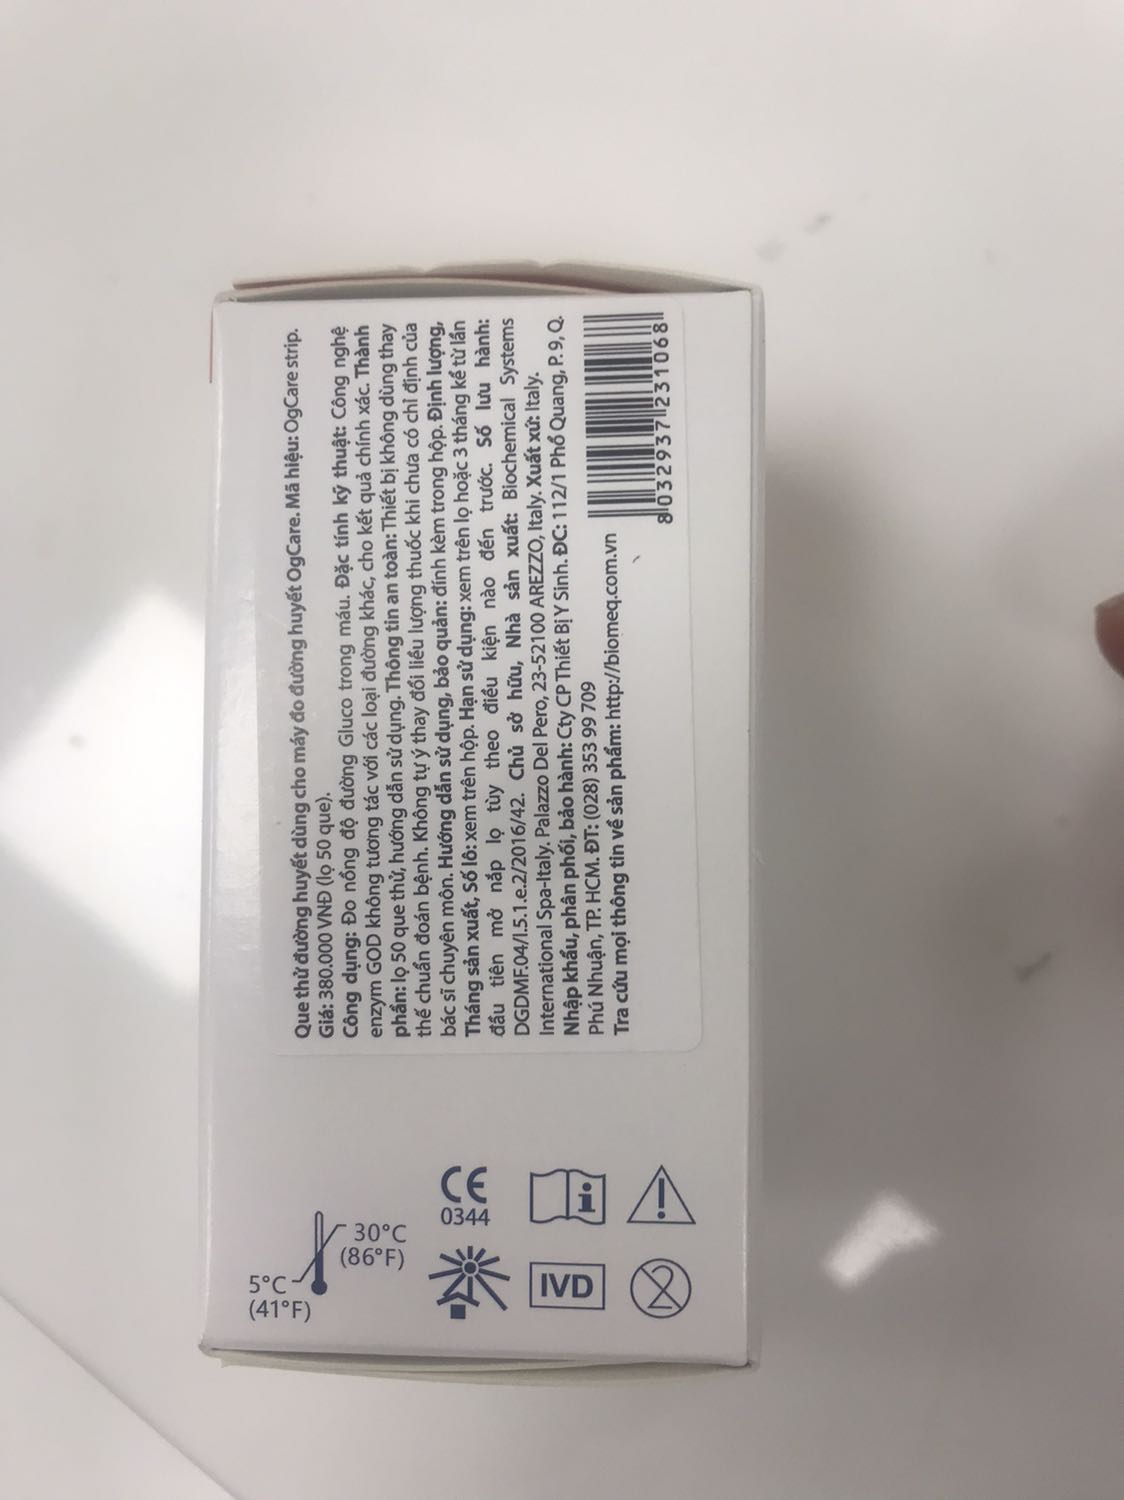 Que thử đường huyết dùng cho máy đo đường huyết OgCare. Mã hiệu: OgCare strip.
Giá: 380.000 VNĐ (lọ 50 que).
Công dụng: Đo nồng độ đường Gluco trong máu. Đặc tính kỹ thuật: Công nghệ
enzym GOD không tương tác với các loại đường khác, cho kết quả chính xác. Thành
phần: lọ 50 que thử, hướng dẫn sử dụng. Thông tin an toàn: Thiết bị không dùng thay
thế chuẩn đoán bệnh. Không tự ý thay đổi liều lượng thuốc khi chưa có chỉ định của
bác sĩ chuyên môn. Hướng dẫn sử dụng, bảo quản: đính kèm trong hộp. Định lượng,
Tháng sản xuất, Số lô: xem trên hộp. Hạn sử dụng: xem trên lọ hoặc 3 tháng kể từ lần
đầu tiên mở nắp lọ tùy theo điều kiện nào đến trước. Số lưu hành:
DGDMF.04/I.5.1.e.2/2016/42. Chủ sở hữu, Nhà sản xuất: Biochemical Systems
International Spa-Italy. Palazzo Del Pero, 23-52100 AREZZO, Italy. Xuất xứ: Italy.
Nhập khẩu, phân phối, bảo hành: Cty CP Thiết Bị Y Sinh. ĐC: 112/1 Phổ Quang, P.9, Q.
Phú Nhuận, TP. HCM. ĐT: (028) 353 99 709
Tra cứu mọi thông tin về sản phẩm: http://biomeq.com.vn
8 032937 231068
5°C
(41°F)
30°C
(86°F)
CE
0344
i
IVD
2
!